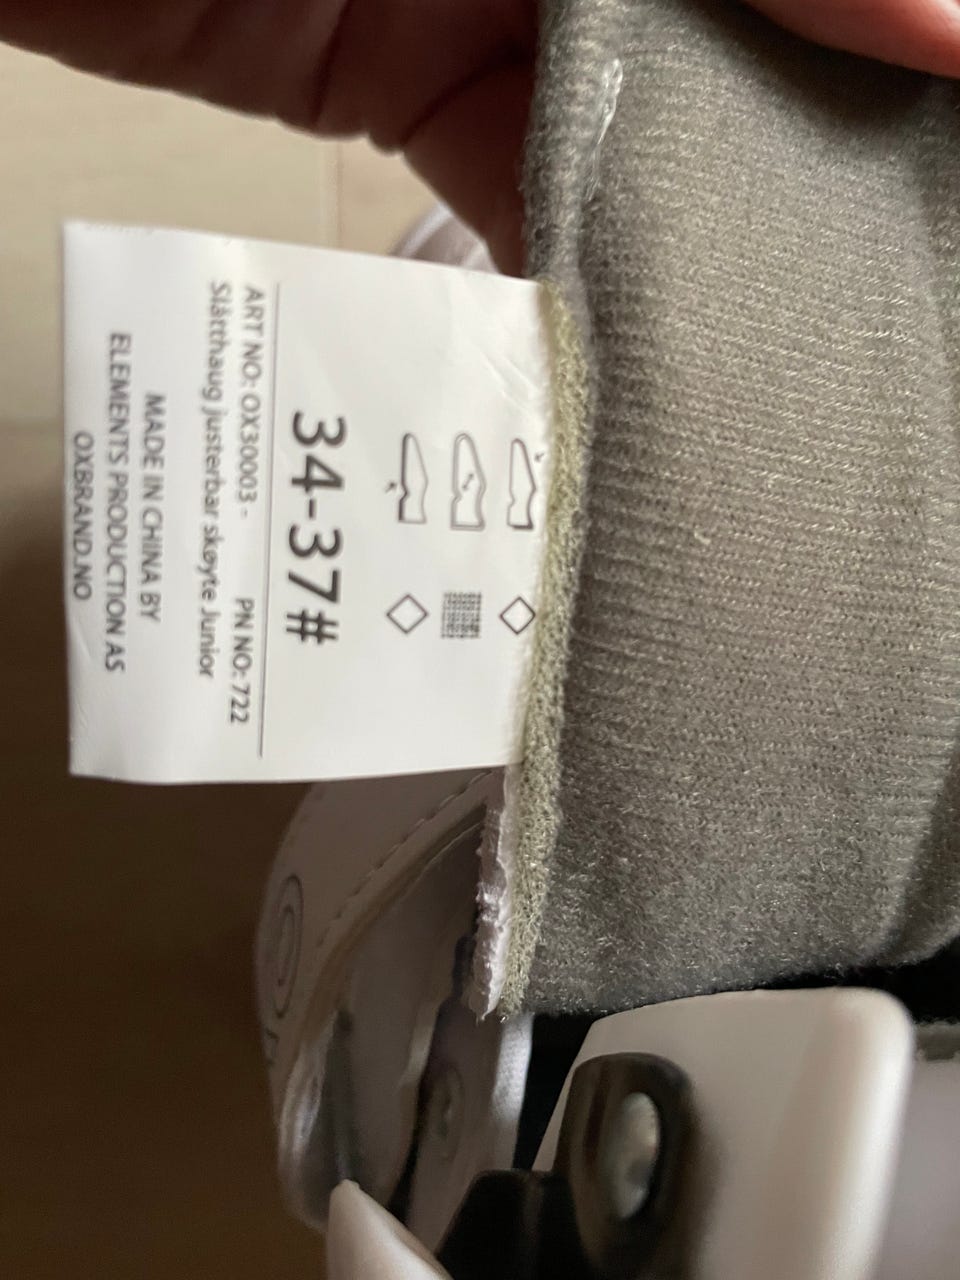 34-37#
ART NO: OX30003 - PN NO: 722
Slåtthaug justerbar skøyte Junior
MADE IN CHINA BY
ELEMENTS PRODUCTION AS
OXBRAND.NO